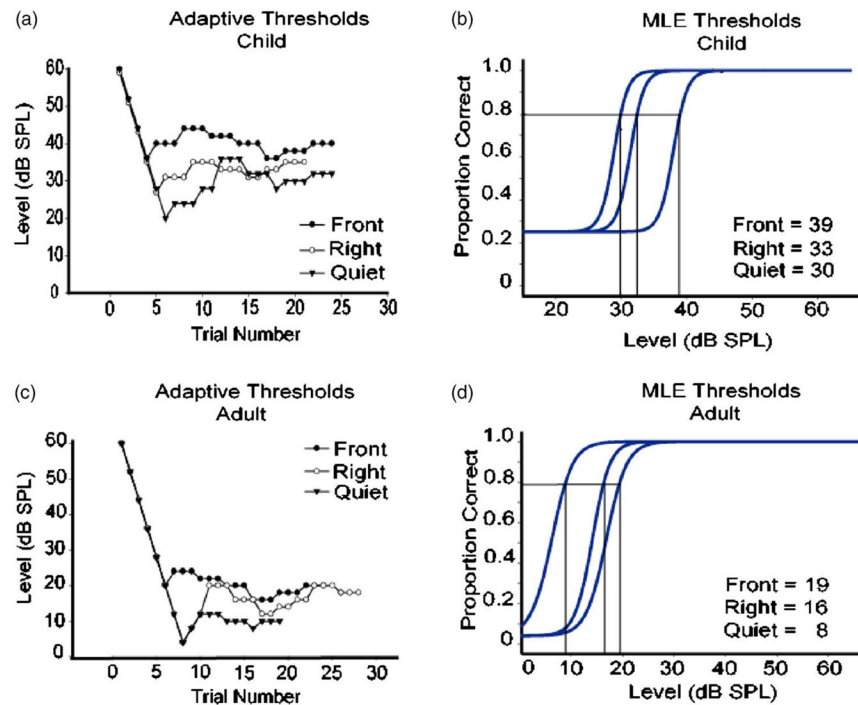 (a)
Adaptive Thresholds
Child
Level (dB SPL)
60
50
40
30
20
10
0
Front
Right
Quiet
0 5 10 15 20 25 30
Trial Number
(b)
MLE Thresholds
Child
Proportion Correct
1.0
0.8
0.6
0.4
0.2
0
Front = 39
Right = 33
Quiet = 30
20 30 40 50 60
Level (dB SPL)
(c)
Adaptive Thresholds
Adult
Level (dB SPL)
60
50
40
30
20
10
0
Front
Right
Quiet
0 5 10 15 20 25 30
Trial Number
(d)
MLE Thresholds
Adult
Proportion Correct
1.0
0.8
0.6
0.4
0.2
0
Front = 19
Right = 16
Quiet = 8
0 10 20 30 40 50 60
Level (dB SPL)